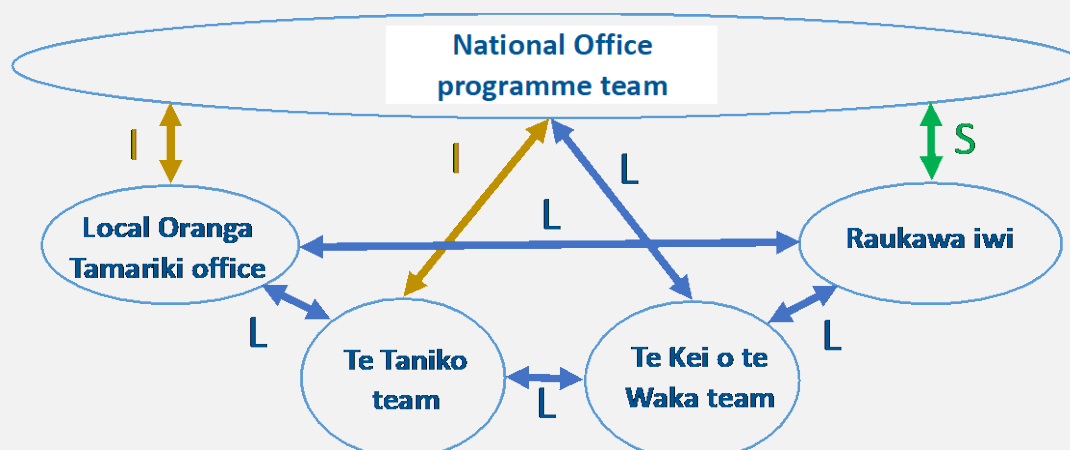 National Office
programme team
I
I
L
S
L
Local Oranga
Tamariki office
Raukawa iwi
L
L
Te Taniko
team
Te Kei o te
Waka team
L